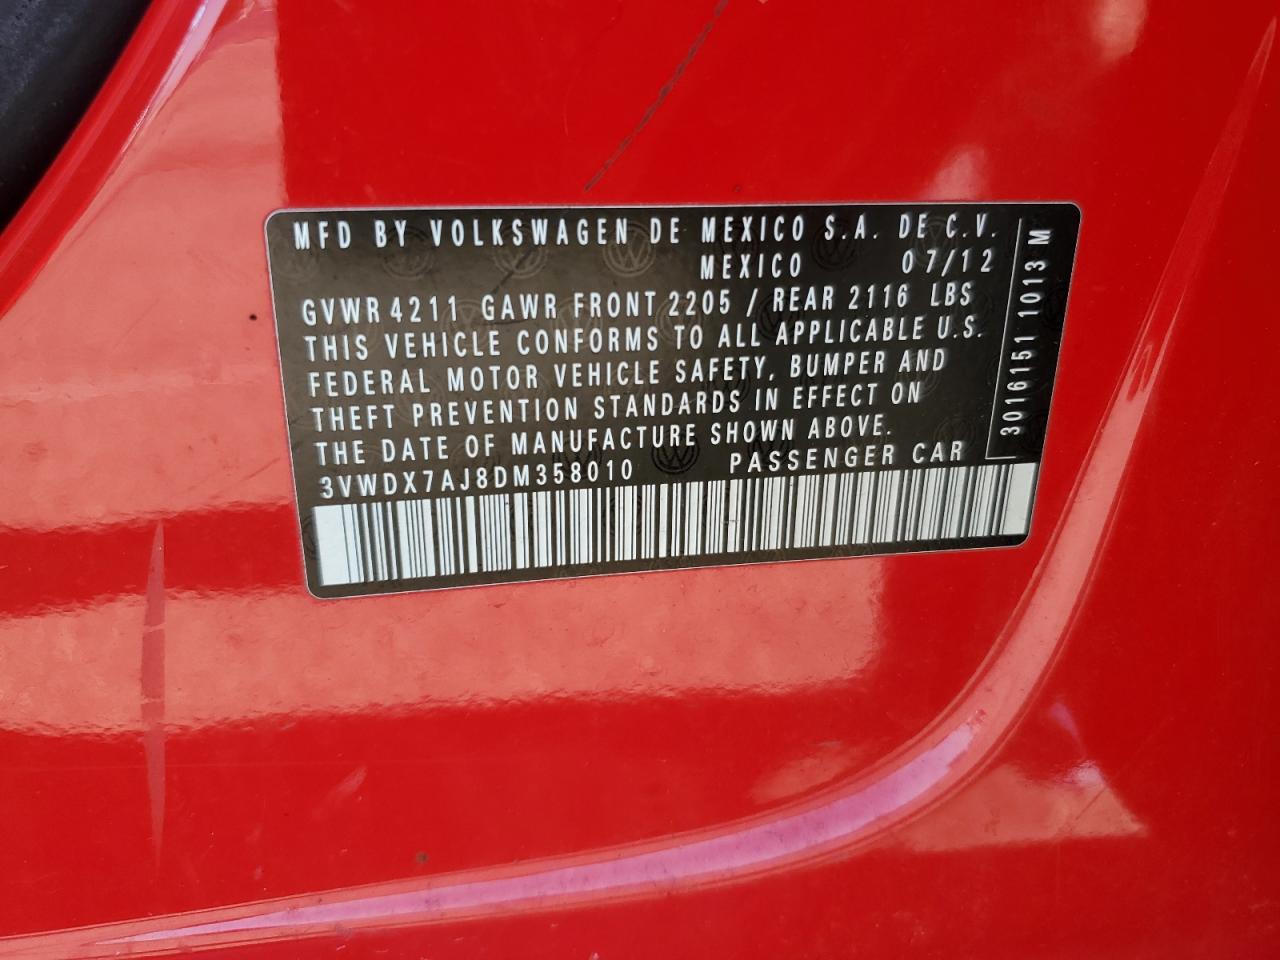 MFD BY VOLKSWAGEN DE MEXICO S.A. DE C.V.
MEXICO 07/12
GVWR 4211 GAWR FRONT 2205 / REAR 2116 LBS
THIS VEHICLE CONFORMS TO ALL APPLICABLE U.S.
FEDERAL MOTOR VEHICLE SAFETY, BUMPER AND
THEFT PREVENTION STANDARDS IN EFFECT ON
THE DATE OF MANUFACTURE SHOWN ABOVE.
3VWDX7AJ8DM358010 PASSENGER CAR
3016151 1013 M